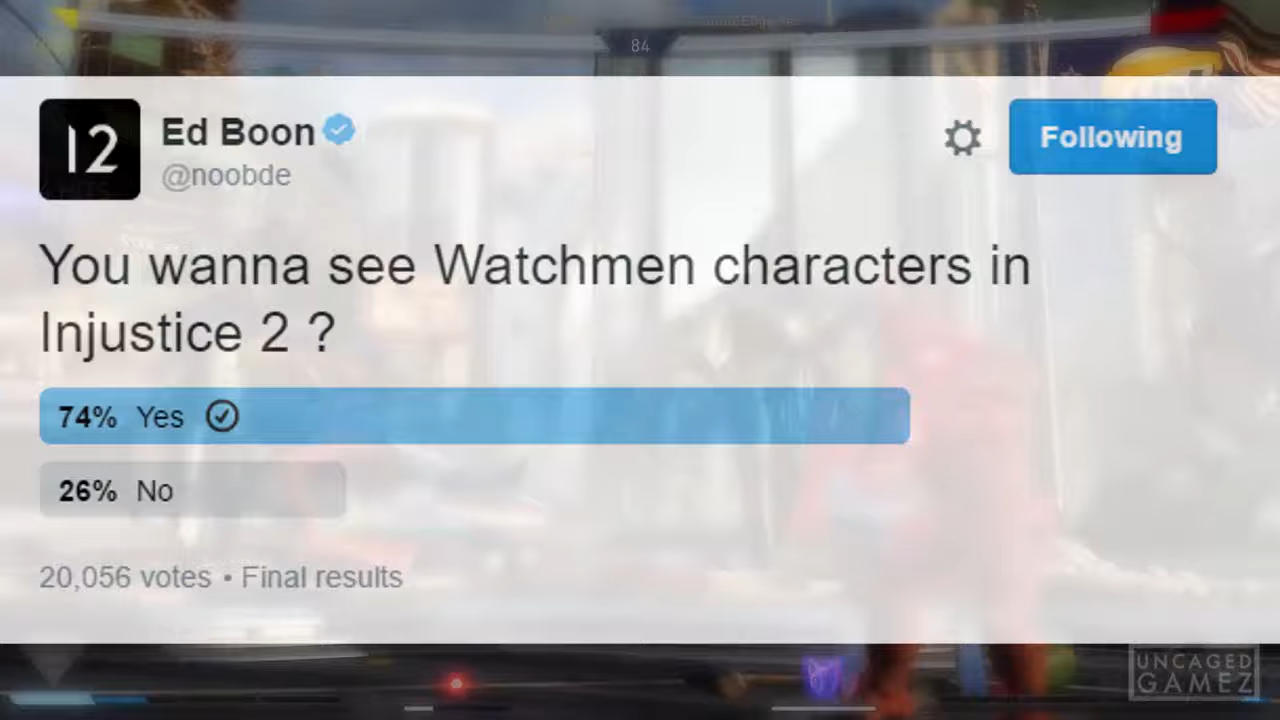 84
12
Ed Boon
@noobde
Following
You wanna see Watchmen characters in
Injustice 2 ?
74% Yes
26% No
20,056 votes • Final results
UNCAGED
GAMEZ